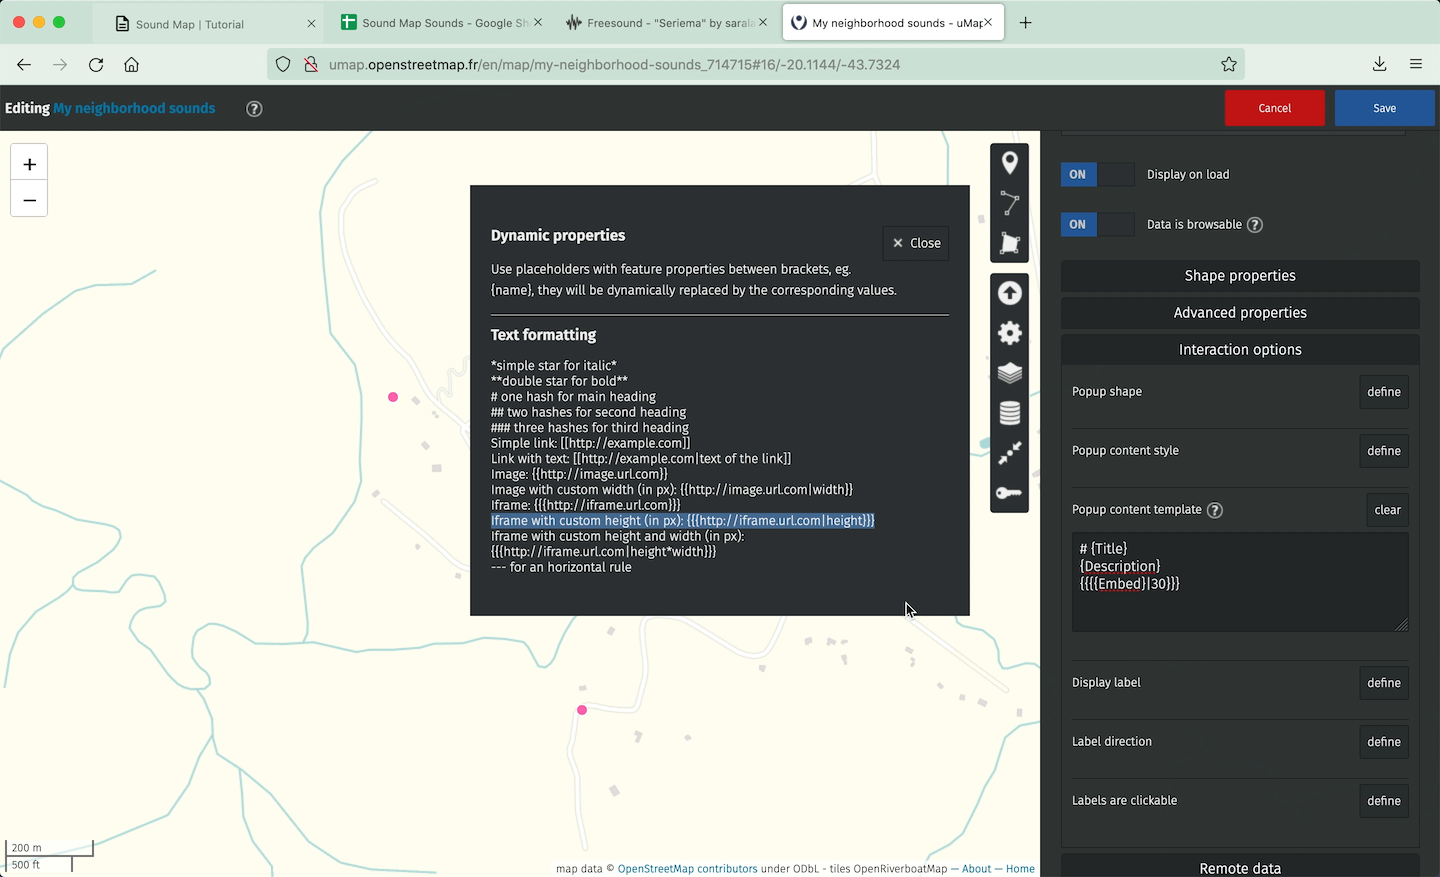 Sound Map | Tutorial
Sound Map Sounds - Google Sh
Freesound - "Seriema" by sarala
My neighborhood sounds - uMap
umap.openstreetmap.fr/en/map/my-neighborhood-sounds_714715#16/-20.1144/-43.7324
Editing My neighborhood sounds
?
Cancel
Save
+
−
Dynamic properties
× Close
Use placeholders with feature properties between brackets, eg.
{name}, they will be dynamically replaced by the corresponding values.
Text formatting
*simple star for italic*
**double star for bold**
# one hash for main heading
## two hashes for second heading
### three hashes for third heading
Simple link: [[http://example.com]]
Link with text: [[http://example.com|text of the link]]
Image: {{http://image.url.com}}
Image with custom width (in px): {{http://image.url.com|width}}
Iframe: {{{http://iframe.url.com}}}
Iframe with custom height (in px): {{{http://iframe.url.com|height}}}
Iframe with custom height and width (in px):
{{{http://iframe.url.com|height*width}}}
--- for an horizontal rule
ON Display on load
ON Data is browsable ?
Shape properties
Advanced properties
Interaction options
Popup shape define
Popup content style define
Popup content template ? clear
# {Title}
{Description}
{{{{Embed}|30}}}
Display label define
Label direction define
Labels are clickable define
Remote data
200 m
500 ft
map data © OpenStreetMap contributors under ODbL - tiles OpenRiverboatMap — About — Home